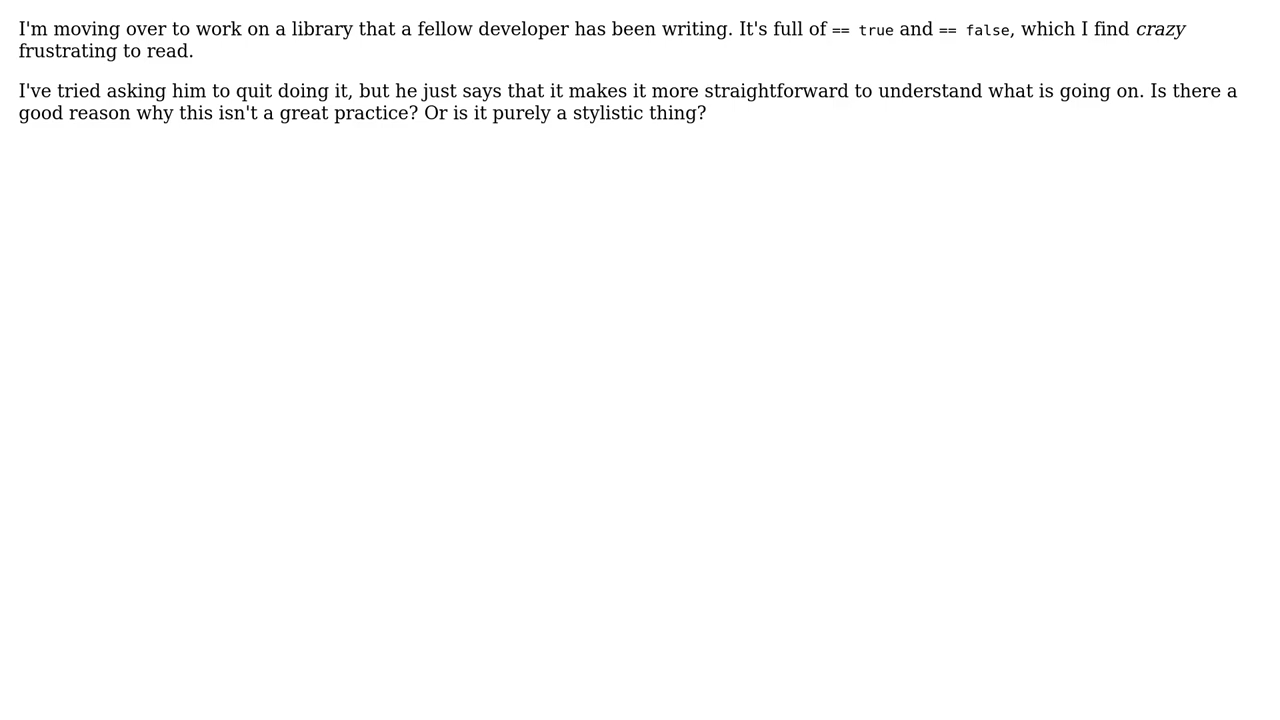 I'm moving over to work on a library that a fellow developer has been writing. It's full of == true and == false, which I find crazy
frustrating to read.
I've tried asking him to quit doing it, but he just says that it makes it more straightforward to understand what is going on. Is there a
good reason why this isn't a great practice? Or is it purely a stylistic thing?